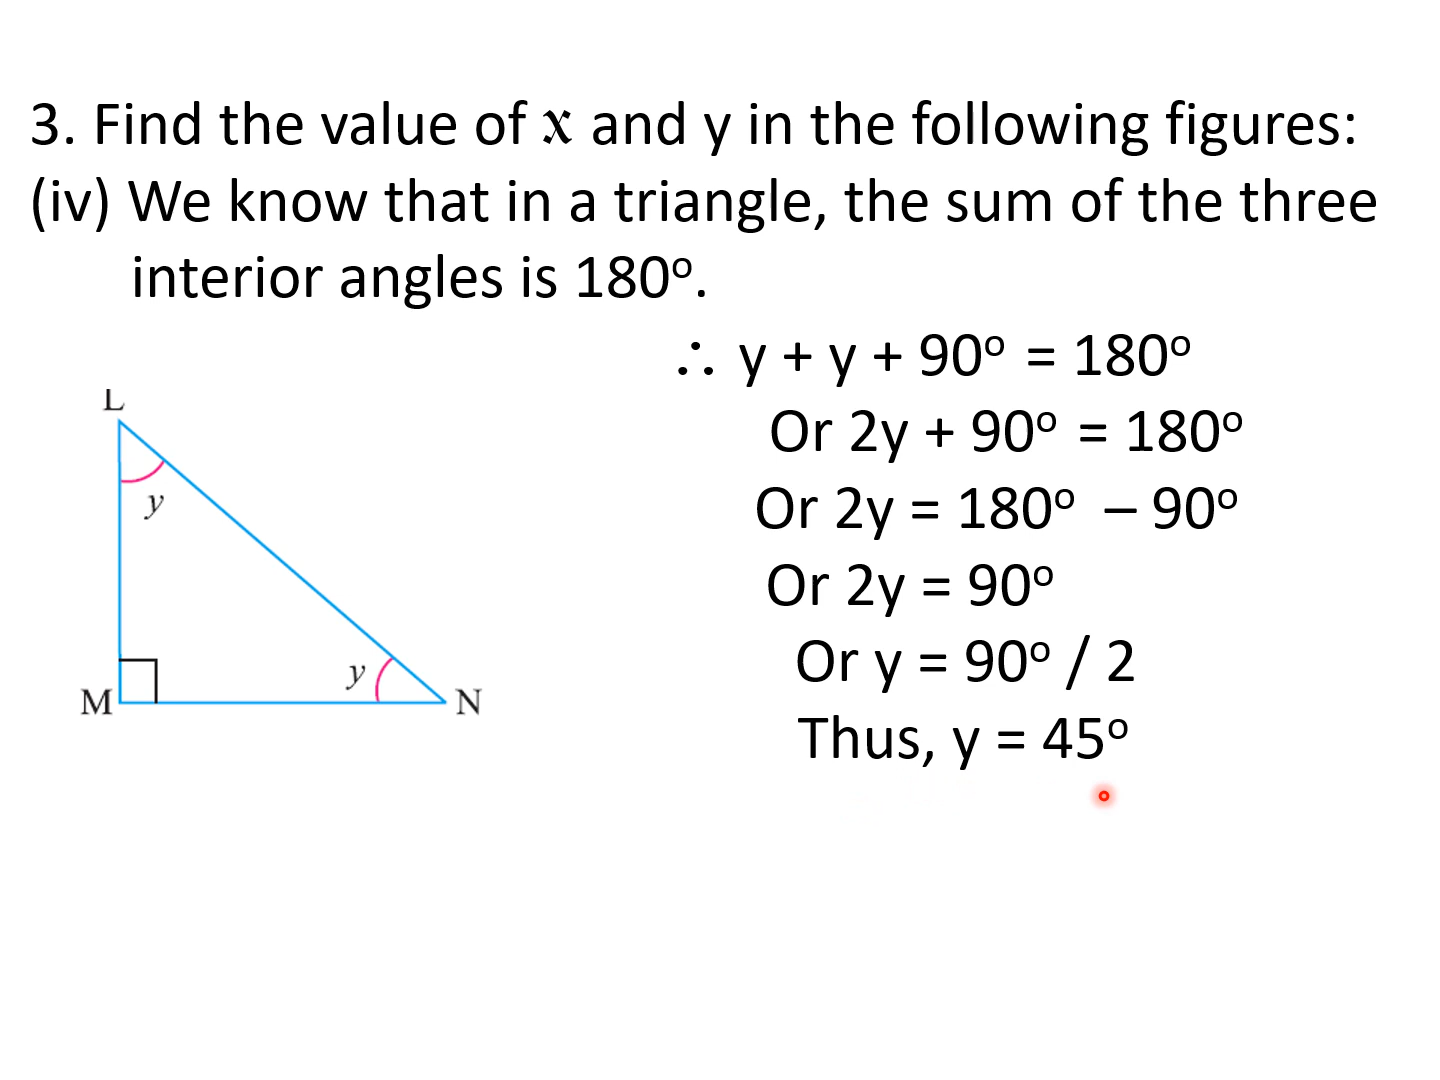 3. Find the value of x and y in the following figures:
(iv) We know that in a triangle, the sum of the three
interior angles is 180º.
∴ y + y + 90º = 180º
Or 2y + 90º = 180º
Or 2y = 180º – 90º
Or 2y = 90º
Or y = 90º / 2
Thus, y = 45º
L
y
y
M
N